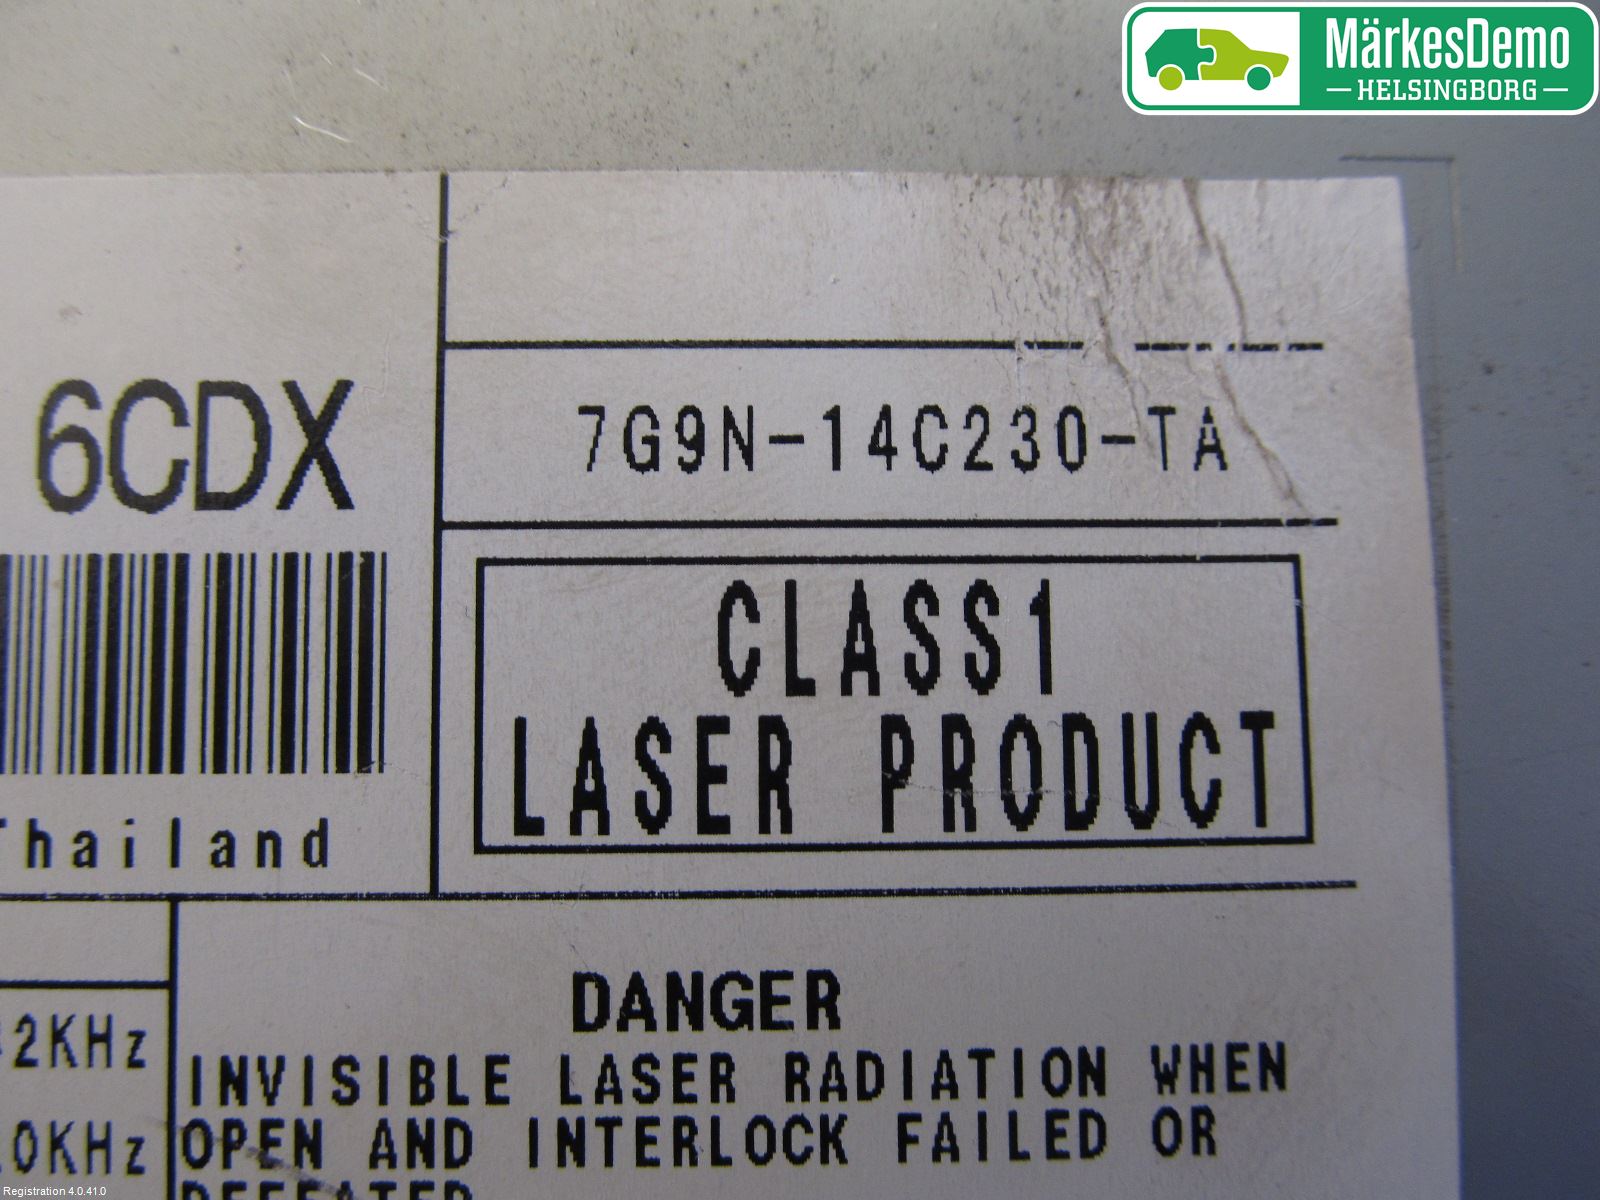 MärkesDemo
HELSINGBORG
6CDX
7G9N-14C230-TA
CLASS1
LASER PRODUCT
Thailand
2KHz
0KHz
DANGER
INVISIBLE LASER RADIATION WHEN
OPEN AND INTERLOCK FAILED OR
Registration 4.0.41.0